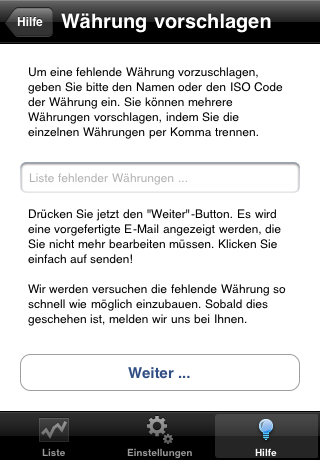 Hilfe
Währung vorschlagen
Um eine fehlende Währung vorzuschlagen,
geben Sie bitte den Namen oder den ISO Code
der Währung ein. Sie können mehrere
Währungen vorschlagen, indem Sie die
einzelnen Währungen per Komma trennen.
Liste fehlender Währungen ...
Drücken Sie jetzt den "Weiter"-Button. Es wird
eine vorgefertigte E-Mail angezeigt werden, die
Sie nicht mehr bearbeiten müssen. Klicken Sie
einfach auf senden!
Wir werden versuchen die fehlende Währung so
schnell wie möglich einzubauen. Sobald dies
geschehen ist, melden wir uns bei Ihnen.
Weiter ...
Liste
Einstellungen
Hilfe